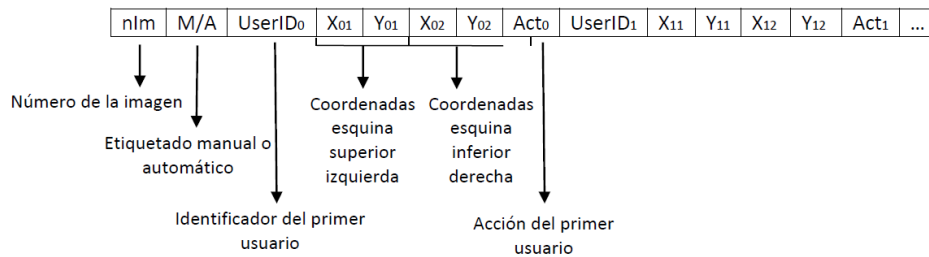 nIm M/A UserID₀ X₀₁ Y₀₁ X₀₂ Y₀₂ Act₀ UserID₁ X₁₁ Y₁₁ X₁₂ Y₁₂ Act₁ ...
Número de la imagen
Etiquetado manual o
automático
Identificador del primer
usuario
Coordenadas
esquina
superior
izquierda
Coordenadas
esquina
inferior
derecha
Acción del primer
usuario